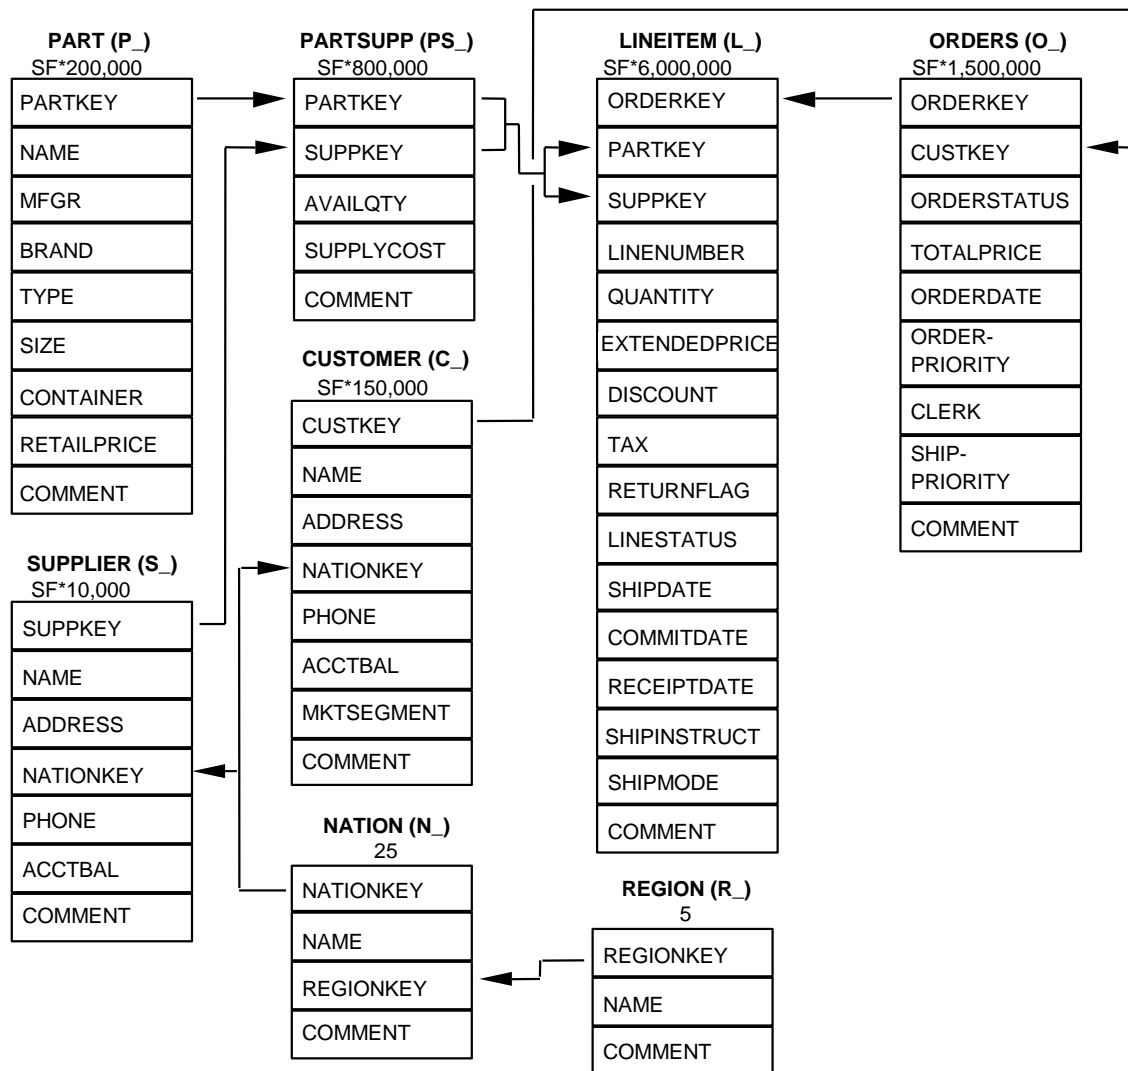 PART (P_)
SF*200,000
PARTKEY
NAME
MFGR
BRAND
TYPE
SIZE
CONTAINER
RETAILPRICE
COMMENT
SUPPLIER (S_)
SF*10,000
SUPPKEY
NAME
ADDRESS
NATIONKEY
PHONE
ACCTBAL
COMMENT
PARTSUPP (PS_)
SF*800,000
PARTKEY
SUPPKEY
AVAILQTY
SUPPLYCOST
COMMENT
CUSTOMER (C_)
SF*150,000
CUSTKEY
NAME
ADDRESS
NATIONKEY
PHONE
ACCTBAL
MKTSEGMENT
COMMENT
NATION (N_)
25
NATIONKEY
NAME
REGIONKEY
COMMENT
LINEITEM (L_)
SF*6,000,000
ORDERKEY
PARTKEY
SUPPKEY
LINENUMBER
QUANTITY
EXTENDEDPRICE
DISCOUNT
TAX
RETURNFLAG
LINESTATUS
SHIPDATE
COMMITDATE
RECEIPTDATE
SHIPINSTRUCT
SHIPMODE
COMMENT
REGION (R_)
5
REGIONKEY
NAME
COMMENT
ORDERS (O_)
SF*1,500,000
ORDERKEY
CUSTKEY
ORDERSTATUS
TOTALPRICE
ORDERDATE
ORDER-
PRIORITY
CLERK
SHIP-
PRIORITY
COMMENT